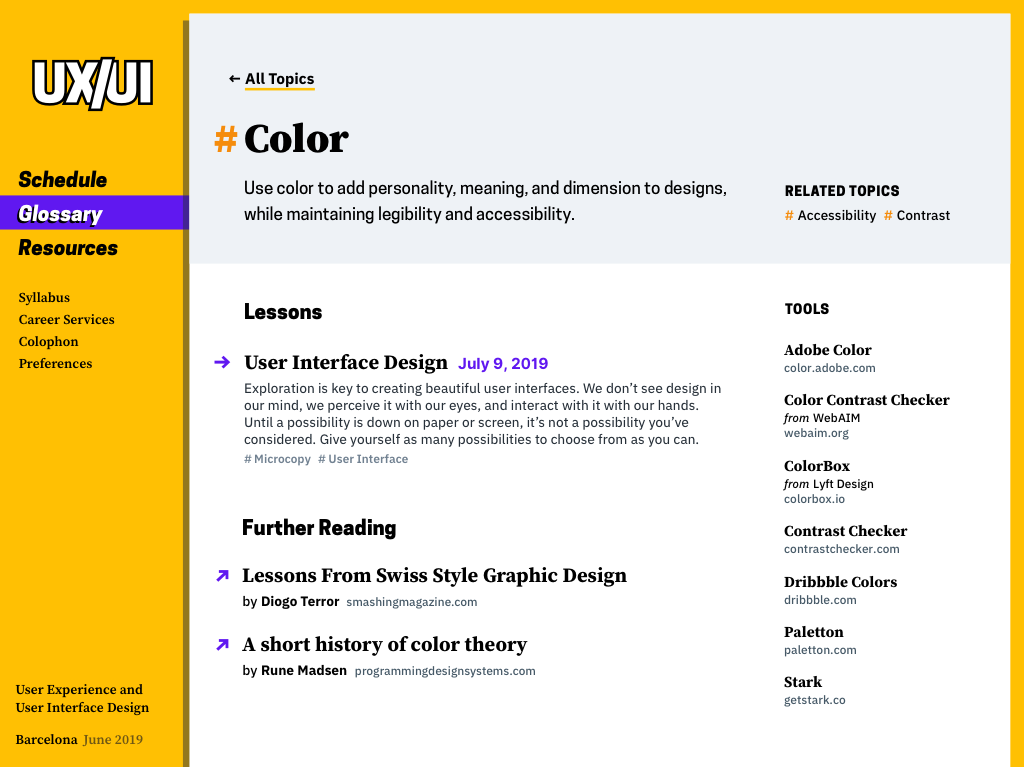 UX/UI
Schedule
Glossary
Resources
Syllabus
Career Services
Colophon
Preferences
User Experience and
User Interface Design
Barcelona June 2019
← All Topics
# Color
Use color to add personality, meaning, and dimension to designs,
while maintaining legibility and accessibility.
RELATED TOPICS
# Accessibility # Contrast
Lessons
→ User Interface Design July 9, 2019
Exploration is key to creating beautiful user interfaces. We don’t see design in
our mind, we perceive it with our eyes, and interact with it with our hands.
Until a possibility is down on paper or screen, it’s not a possibility you’ve
considered. Give yourself as many possibilities to choose from as you can.
# Microcopy # User Interface
Further Reading
↗ Lessons From Swiss Style Graphic Design
by Diogo Terror smashingmagazine.com
↗ A short history of color theory
by Rune Madsen programmingdesignsystems.com
TOOLS
Adobe Color
color.adobe.com
Color Contrast Checker
from WebAIM
webaim.org
ColorBox
from Lyft Design
colorbox.io
Contrast Checker
contrastchecker.com
Dribbble Colors
dribbble.com
Paletton
paletton.com
Stark
getstark.co